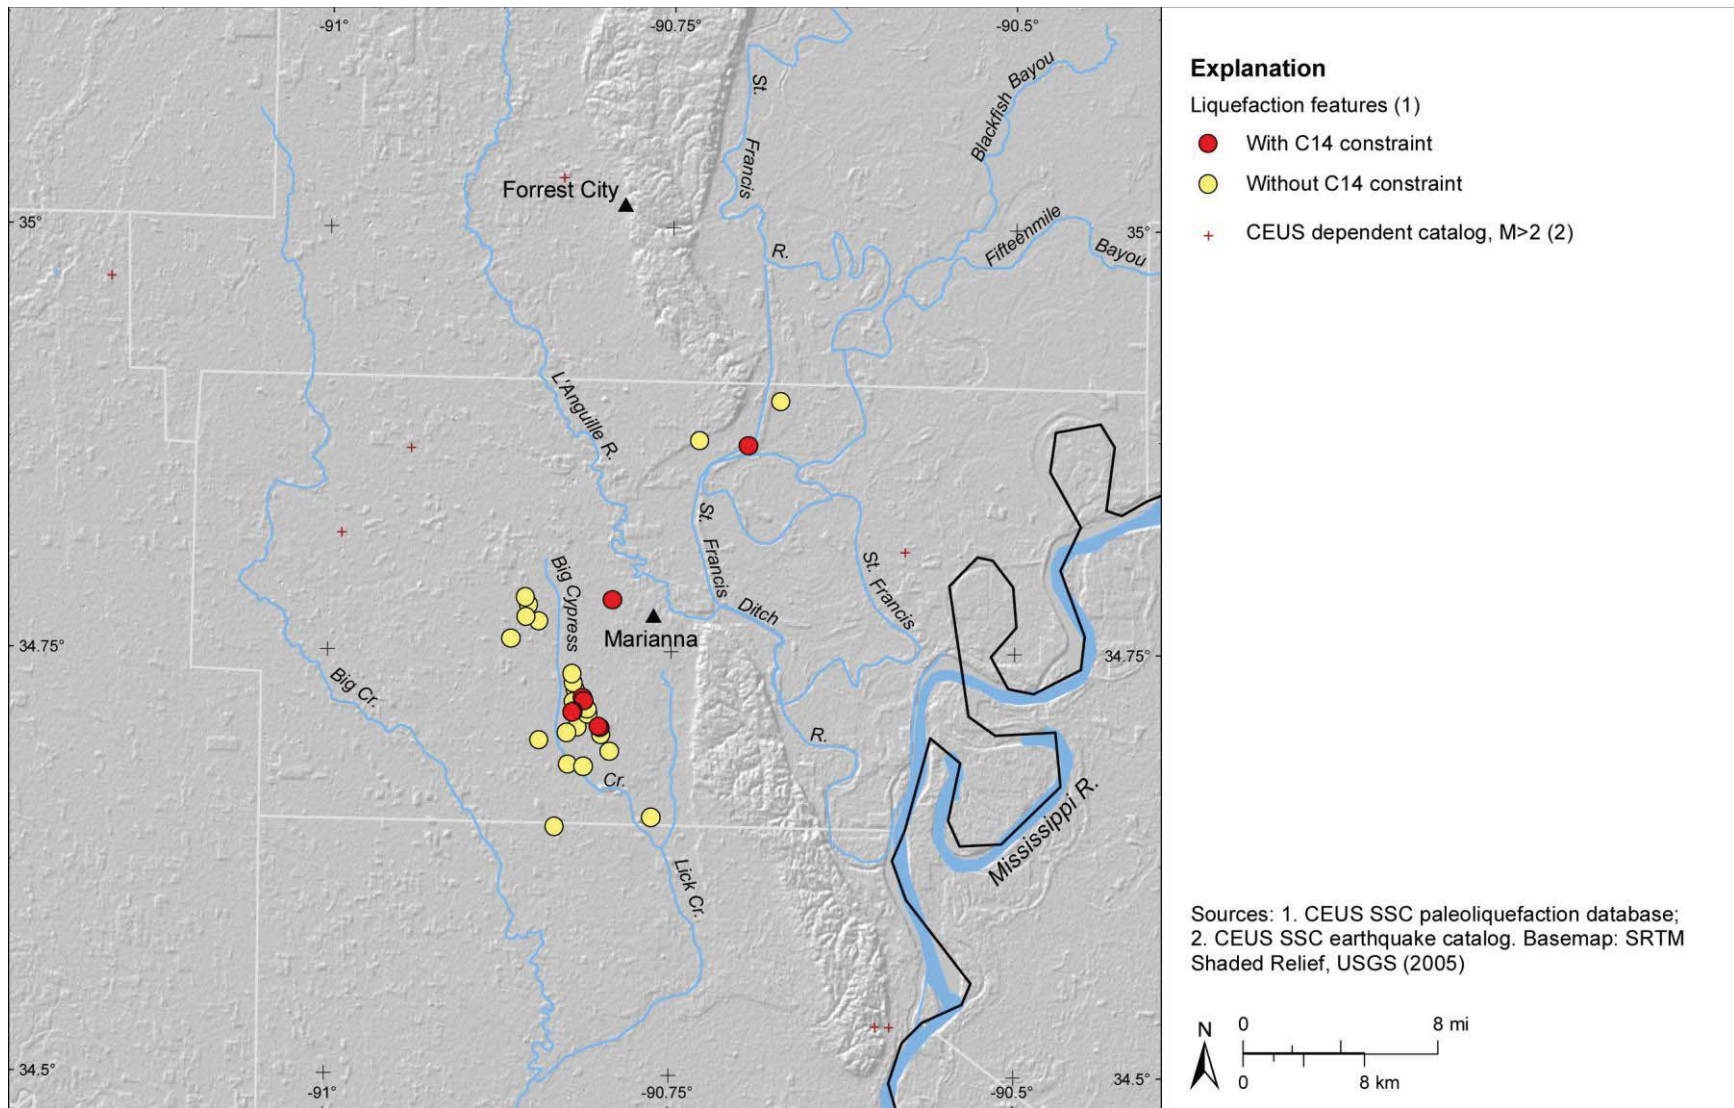 -91°
-90.75°
-90.5°
St.
Francis
R.
Blackfish Bayou
Fifteenmile
Bayou
Forrest City
35°
35°
L'Anguille R.
St.
Francis
Ditch
St. Francis
Big Cypress
Marianna
34.75°
34.75°
Big Cr.
R.
Cr.
Mississippi R.
Lick Cr.
34.5°
34.5°
-91°
-90.75°
-90.5°
Explanation
Liquefaction features (1)
With C14 constraint
Without C14 constraint
CEUS dependent catalog, M>2 (2)
Sources: 1. CEUS SSC paleoliquefaction database;
2. CEUS SSC earthquake catalog. Basemap: SRTM
Shaded Relief, USGS (2005)
N
0 8 mi
0 8 km